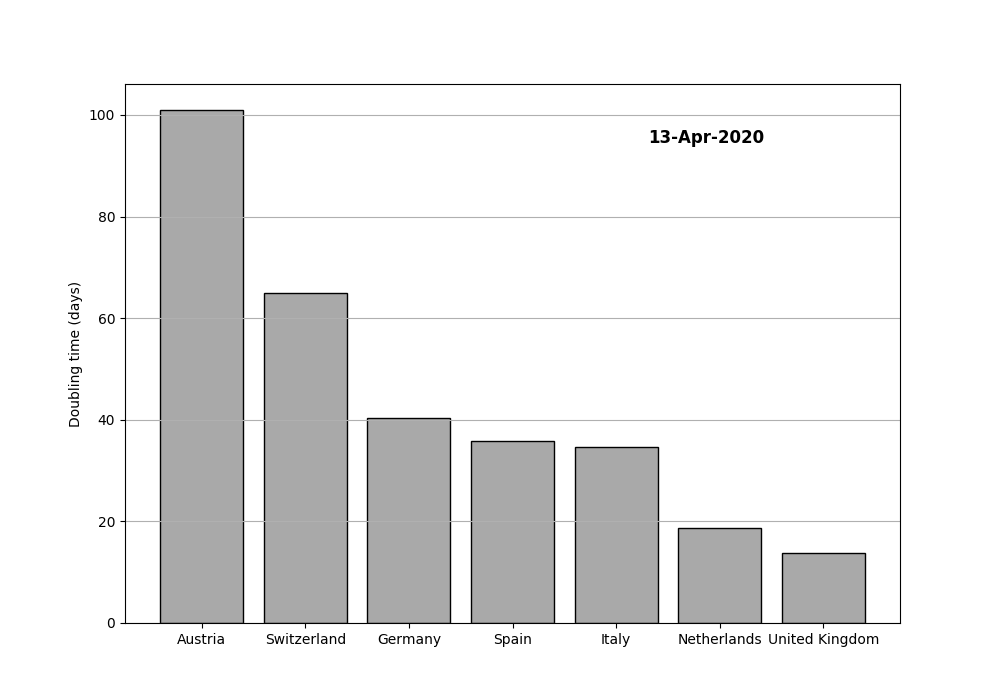 13-Apr-2020
Doubling time (days)
100
80
60
40
20
0
Austria Switzerland Germany Spain Italy Netherlands United Kingdom